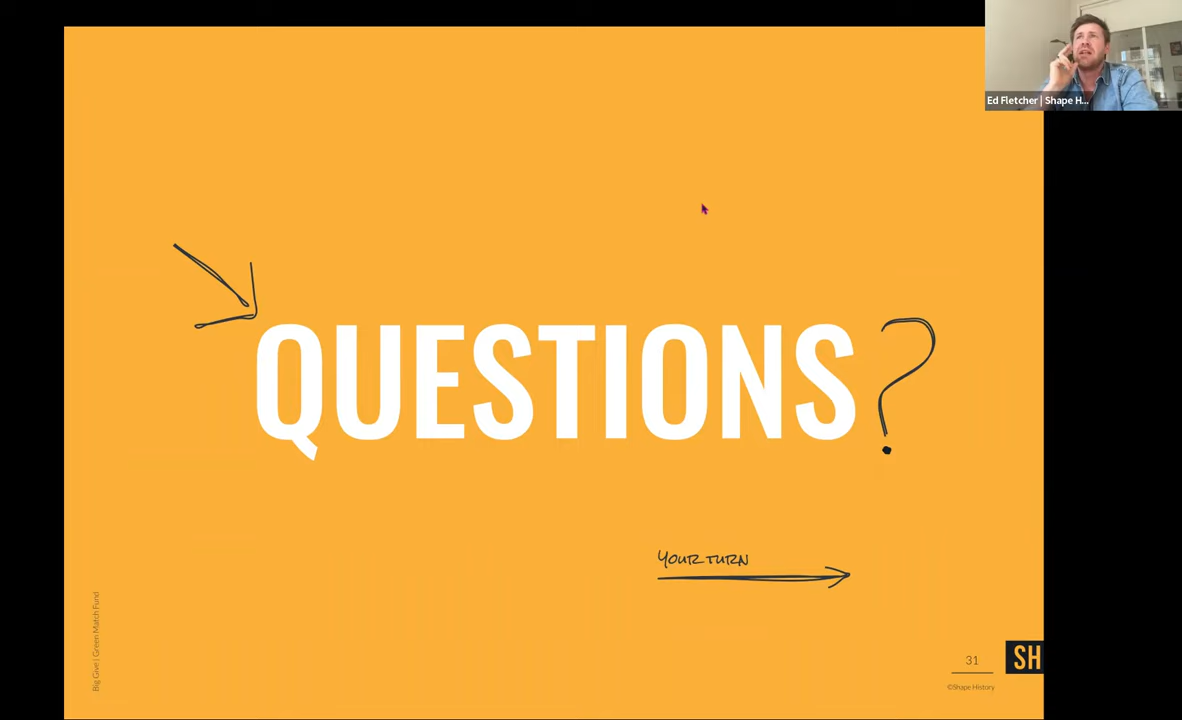 Ed Fletcher | Shape H...
QUESTIONS?
YOUR TURN
Big Give | Green Match Fund
31
SH
©Shape History